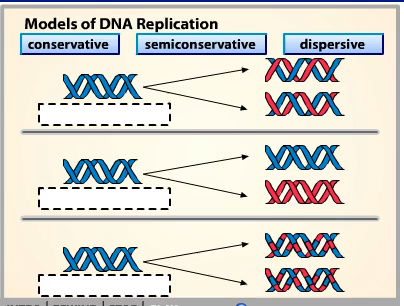 Models of DNA Replication
conservative semiconservative dispersive